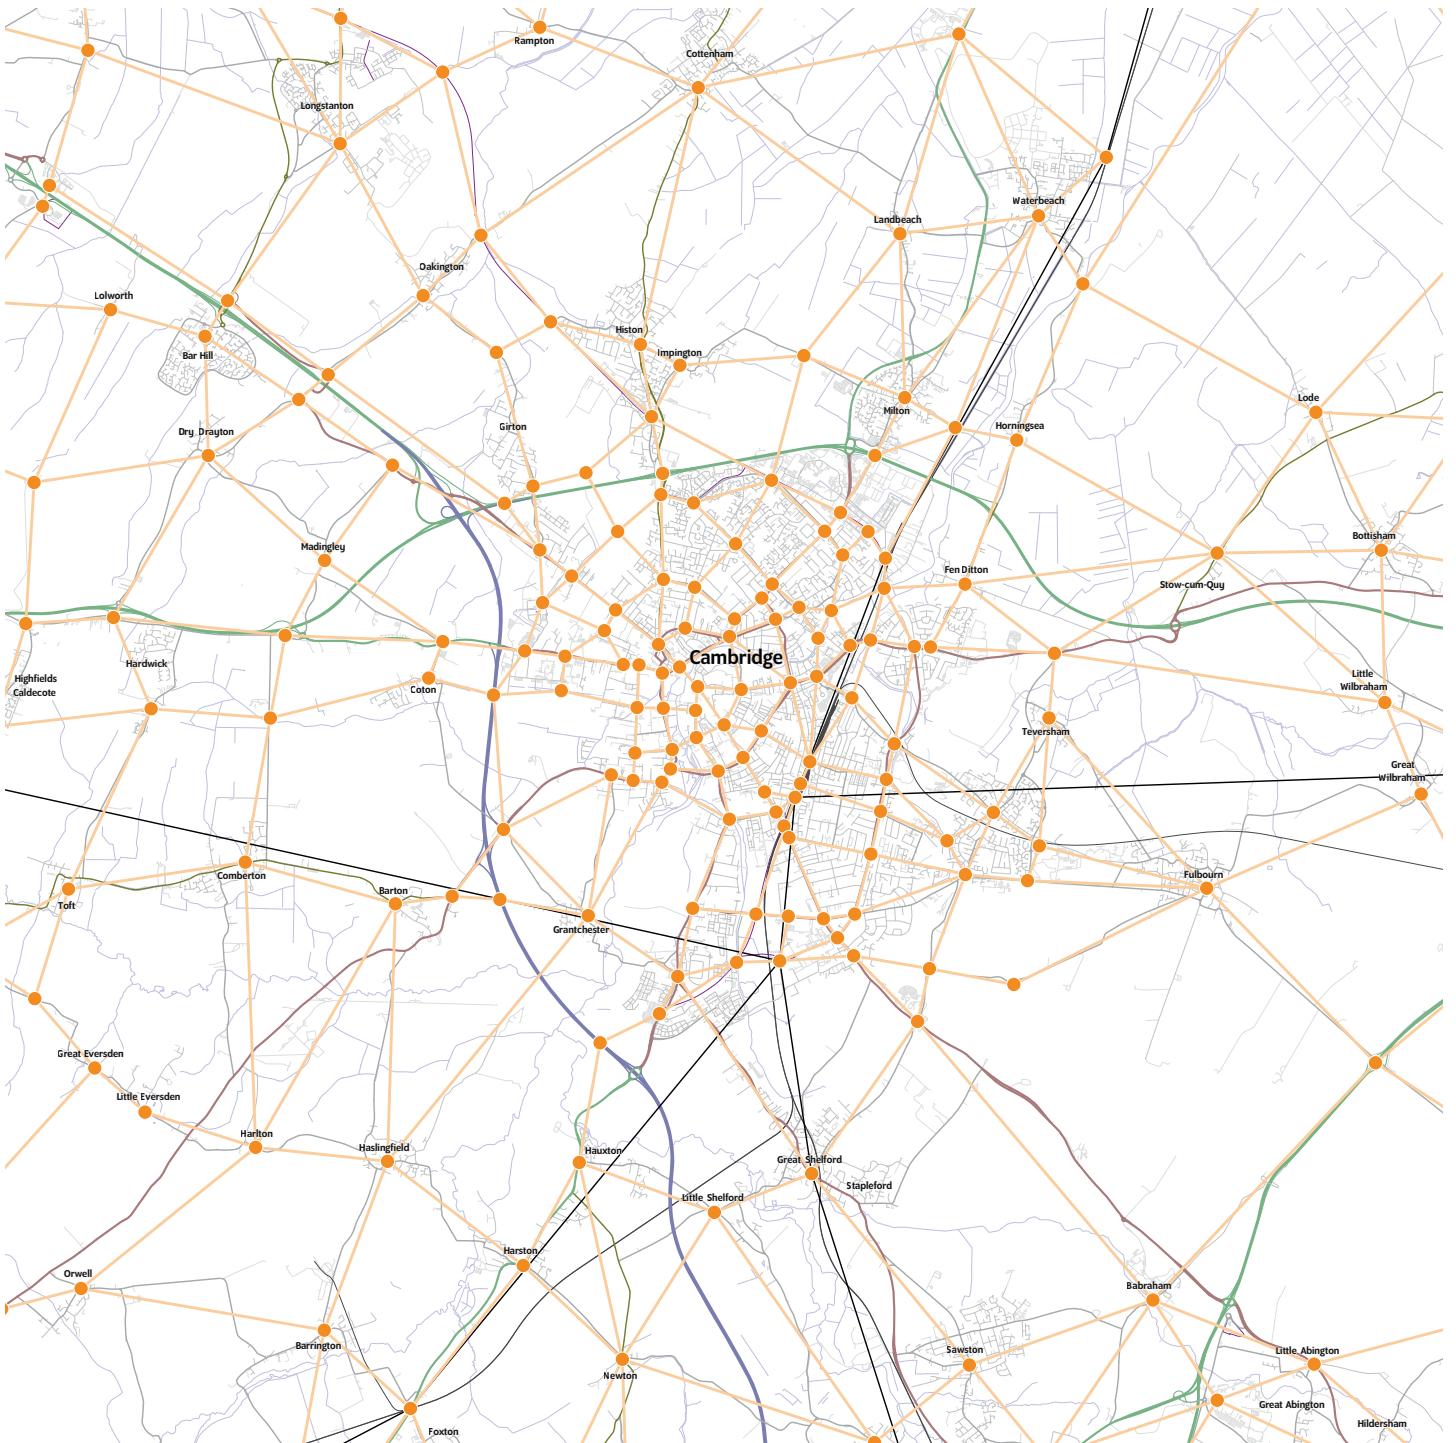 Rampton
Cottenham
Longstanton
Waterbeach
Landbeach
Oakington
Lolworth
Histon
Impington
Bar Hill
Lode
Milton
Horningsea
Girton
Dry Drayton
Bottisham
Madingley
Fen Ditton
Stow-cum-Quy
Cambridge
Hardwick
Highfields
Caldecote
Coton
Little
Wilbraham
Teversham
Great
Wilbraham
Comberton
Fulbourn
Barton
Toft
Grantchester
Great Eversden
Little Eversden
Harlton
Haslingfield
Hauxton
Great Shelford
Stapleford
Little Shelford
Harston
Orwell
Babraham
Barrington
Sawston
Little Abington
Newton
Great Abington
Hildersham
Foxton